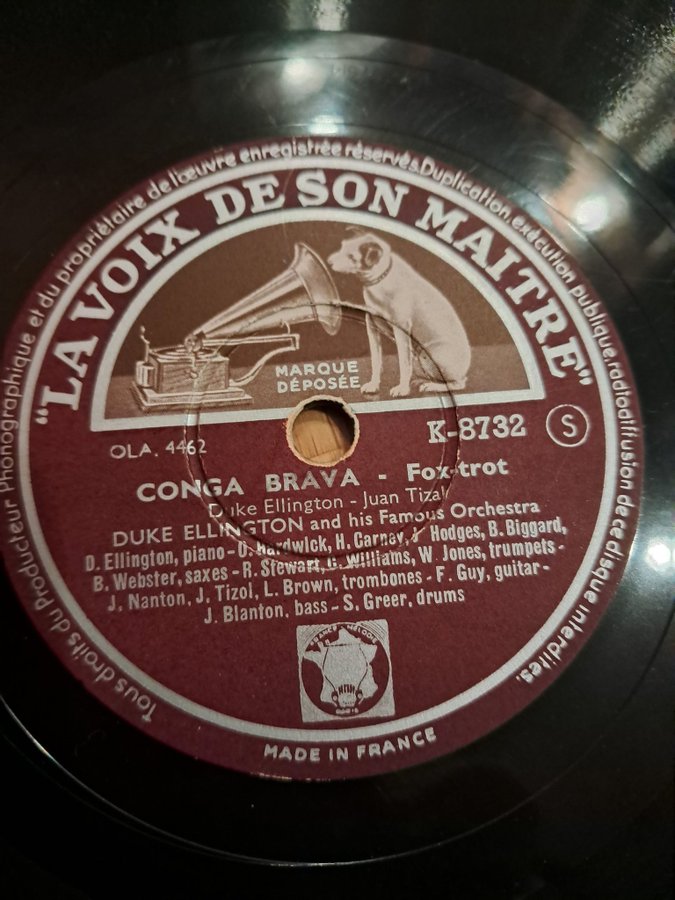 Tous droits du Producteur Phonographique et du propriétaire de l'œuvre enregistrée réservés. Duplication, exécution publique, radiodiffusion de ce disque interdites.
"LA VOIX DE SON MAITRE"
MARQUE
DÉPOSÉE
OLA. 4462
K-8732 S
CONGA BRAVA - Fox-trot
Duke Ellington - Juan Tizal
DUKE ELLINGTON and his Famous Orchestra
D. Ellington, piano - O. Hardwick, H. Carney, J. Hodges, B. Biggard,
B. Webster, saxes - R. Stewart, C. Williams, W. Jones, trumpets -
J. Nanton, J. Tizol, L. Brown, trombones - F. Guy, guitar -
J. Blanton, bass - S. Greer, drums
MADE IN FRANCE